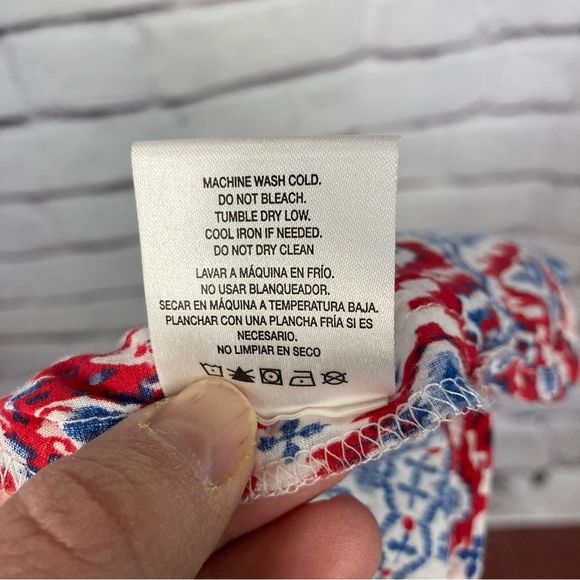 MACHINE WASH COLD.
DO NOT BLEACH.
TUMBLE DRY LOW.
COOL IRON IF NEEDED.
DO NOT DRY CLEAN
LAVAR A MÁQUINA EN FRÍO.
NO USAR BLANQUEADOR.
SECAR EN MÁQUINA A TEMPERATURA BAJA.
PLANCHAR CON UNA PLANCHA FRÍA SI ES
NECESARIO.
NO LIMPIAR EN SECO